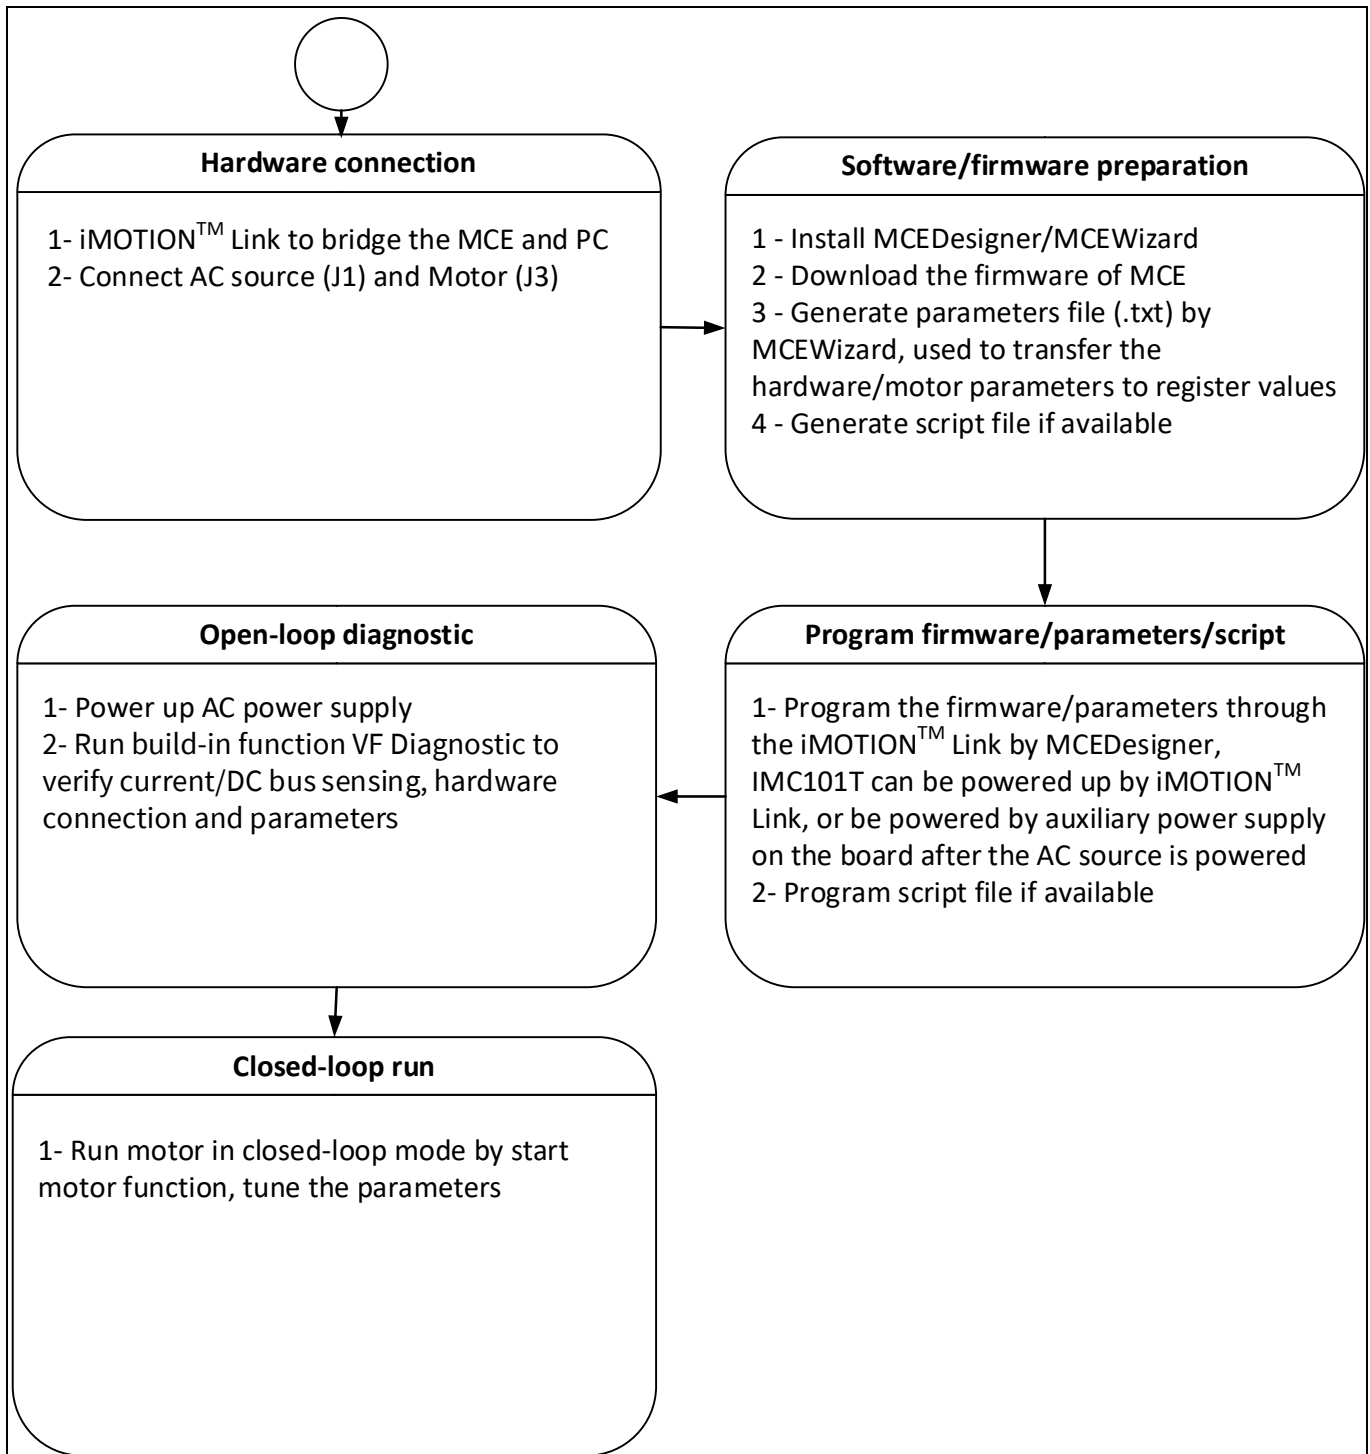 Hardware connection
1- iMOTION™ Link to bridge the MCE and PC
2- Connect AC source (J1) and Motor (J3)
Software/firmware preparation
1 - Install MCEDesigner/MCEWizard
2 - Download the firmware of MCE
3 - Generate parameters file (.txt) by
MCEWizard, used to transfer the
hardware/motor parameters to register values
4 - Generate script file if available
Program firmware/parameters/script
1- Program the firmware/parameters through
the iMOTION™ Link by MCEDesigner,
IMC101T can be powered up by iMOTION™
Link, or be powered by auxiliary power supply
on the board after the AC source is powered
2- Program script file if available
Open-loop diagnostic
1- Power up AC power supply
2- Run build-in function VF Diagnostic to
verify current/DC bus sensing, hardware
connection and parameters
Closed-loop run
1- Run motor in closed-loop mode by start
motor function, tune the parameters